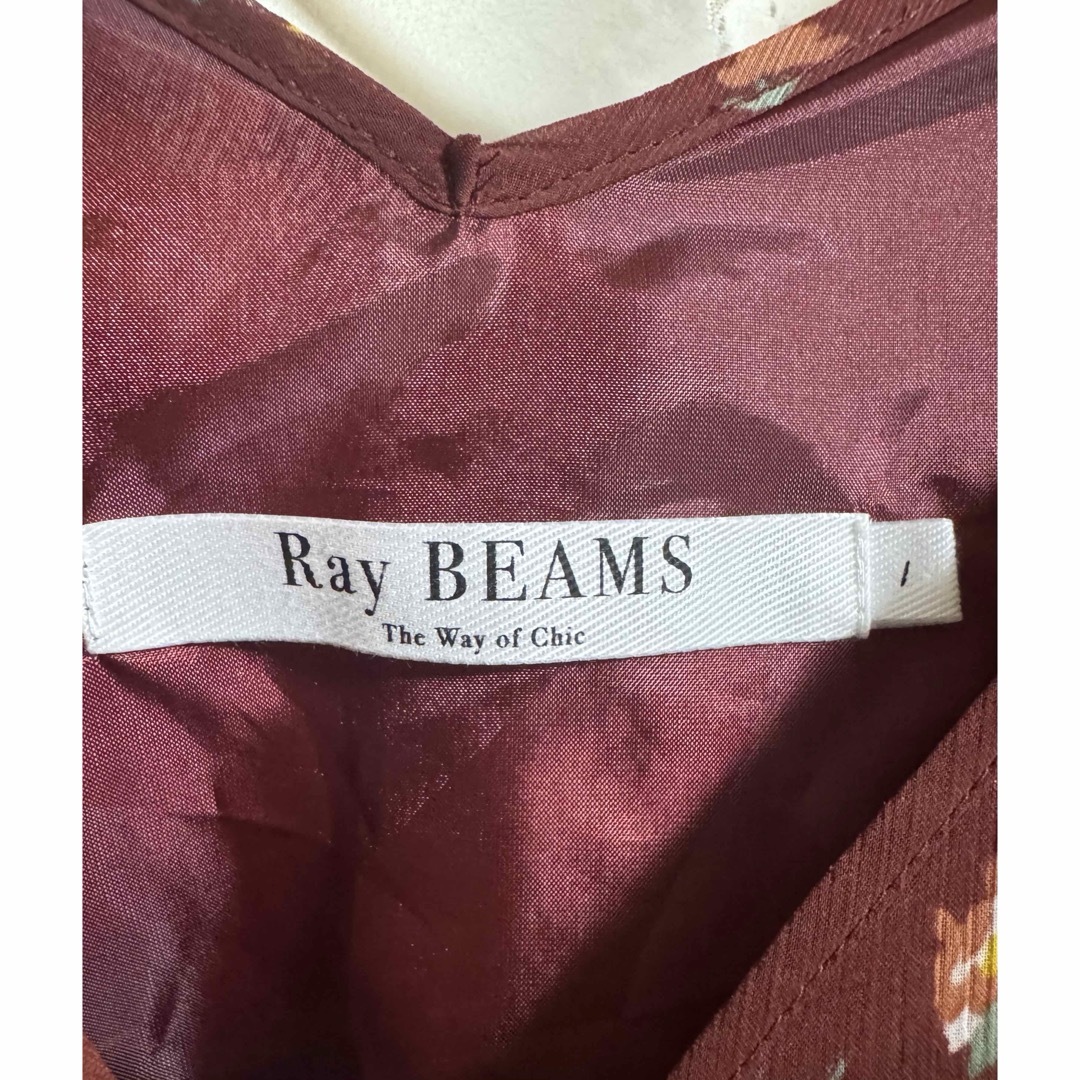 Ray BEAMS
The Way of Chic
1